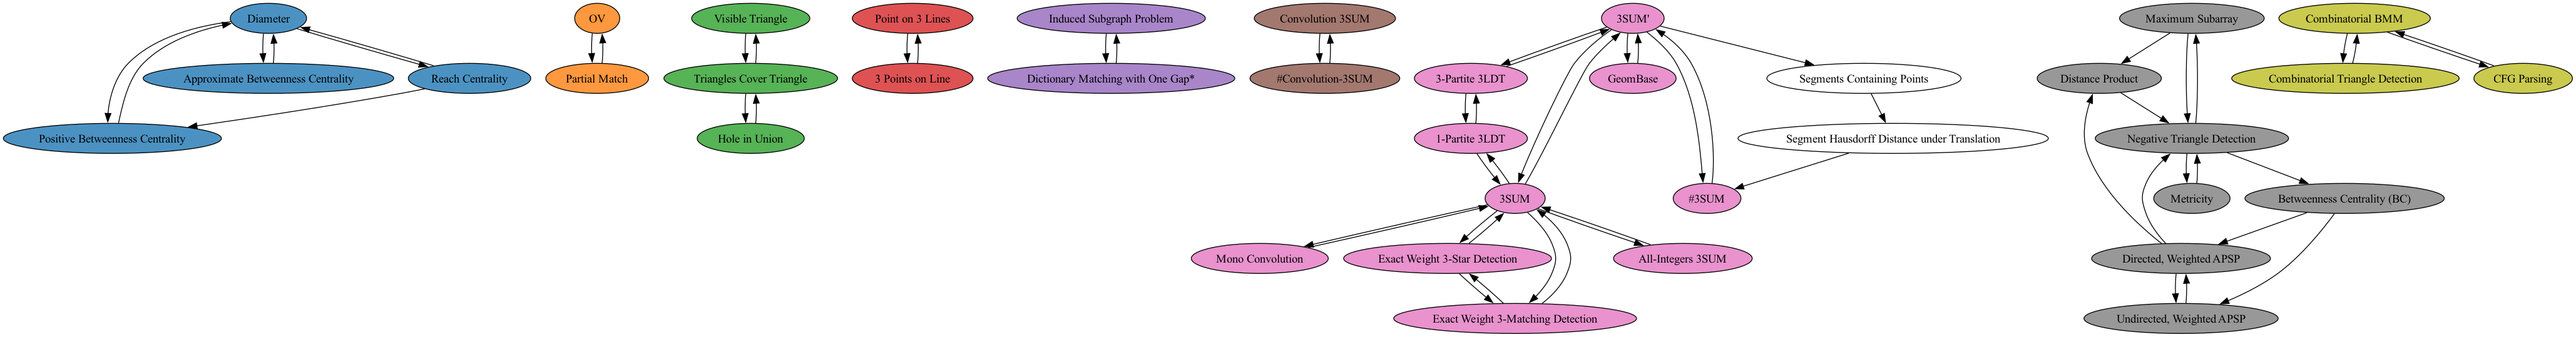 Diameter
OV
Visible Triangle
Point on 3 Lines
Induced Subgraph Problem
Convolution 3SUM
3SUM'
Maximum Subarray
Combinatorial BMM
Approximate Betweenness Centrality
Reach Centrality
Partial Match
Triangles Cover Triangle
3 Points on Line
Dictionary Matching with One Gap*
#Convolution-3SUM
3-Partite 3LDT
GeomBase
Segments Containing Points
Distance Product
Combinatorial Triangle Detection
CFG Parsing
Positive Betweenness Centrality
Hole in Union
1-Partite 3LDT
Segment Hausdorff Distance under Translation
Negative Triangle Detection
3SUM
#3SUM
Metricity
Betweenness Centrality (BC)
Mono Convolution
Exact Weight 3-Star Detection
All-Integers 3SUM
Directed, Weighted APSP
Exact Weight 3-Matching Detection
Undirected, Weighted APSP